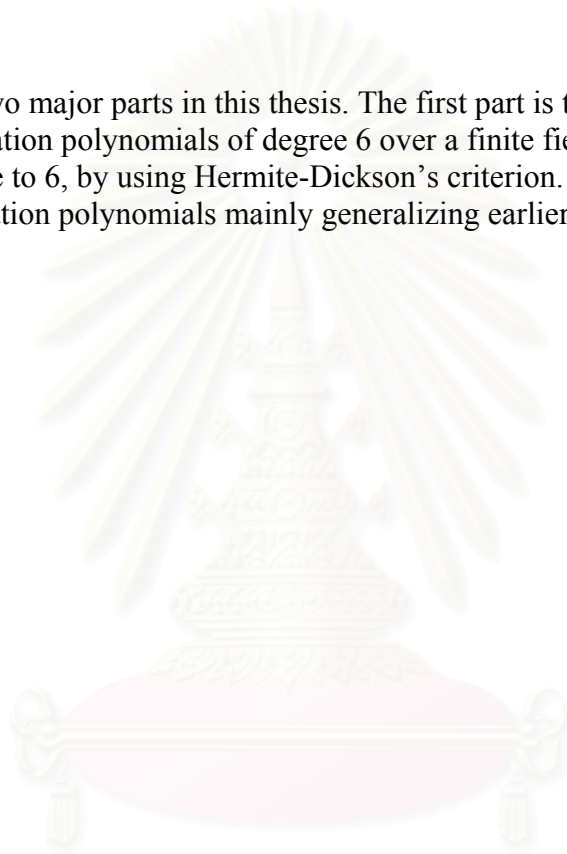 wo major parts in this thesis. The first part is t
ation polynomials of degree 6 over a finite fie
e to 6, by using Hermite-Dickson’s criterion.
tion polynomials mainly generalizing earlier